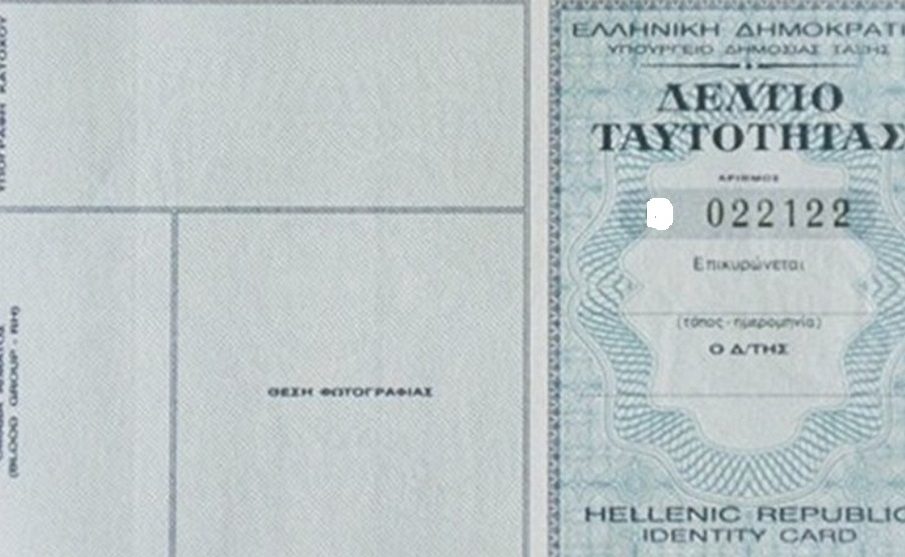 ΥΠΟΓΡΑΦΗ ΚΑΤΟΧΟΥ
(BLOOD GROUP - RH)
ΘΕΣΗ ΦΩΤΟΓΡΑΦΙΑΣ
ΕΛΛΗΝΙΚΗ ΔΗΜΟΚΡΑΤΙ
ΥΠΟΥΡΓΕΙΟ ΔΗΜΟΣΙΑΣ ΤΑΞΗΣ
ΔΕΛΤΙΟ
ΤΑΥΤΟΤΗΤΑΣ
ΑΡΙΘΜΟΣ
022122
Επικυρώνεται
(τόπος - ημερομηνία)
Ο Δ/ΤΗΣ
HELLENIC REPUBLIC
IDENTITY CARD